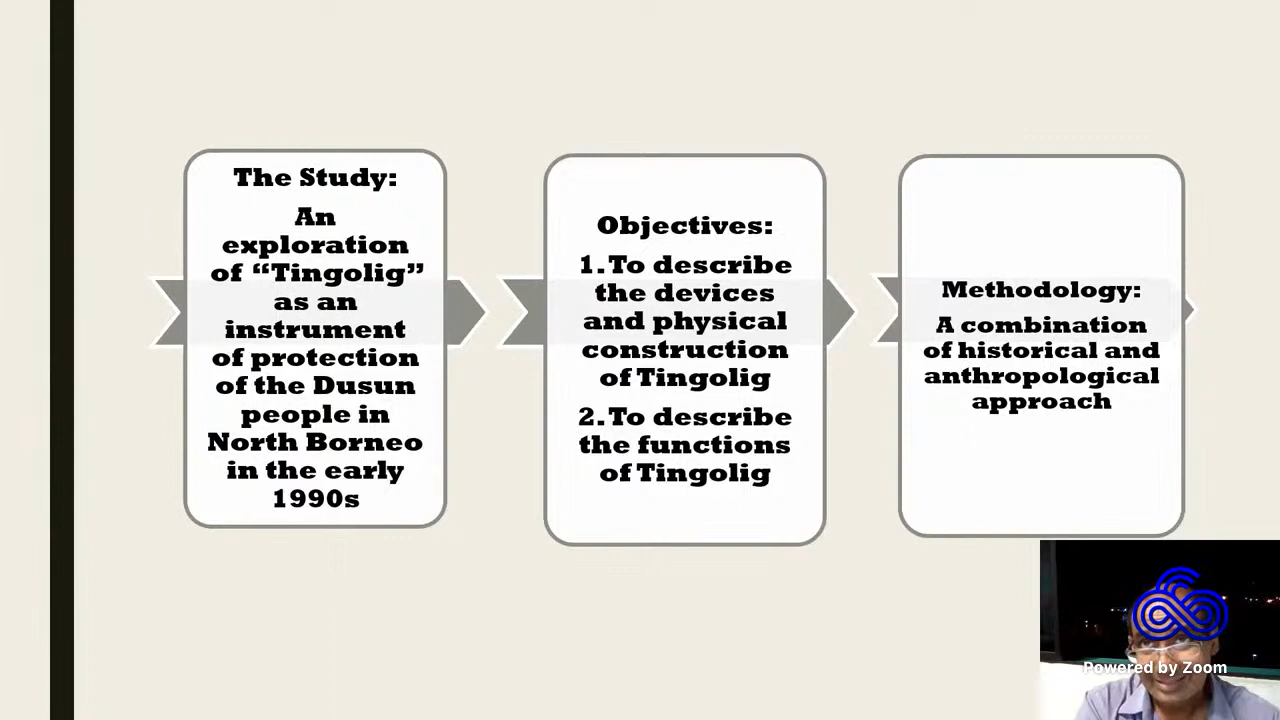 The Study:
An
exploration
of “Tingolig”
as an
instrument
of protection
of the Dusun
people in
North Borneo
in the early
1990s
Objectives:
1.To describe
the devices
and physical
construction
of Tingolig
2.To describe
the functions
of Tingolig
Methodology:
A combination
of historical and
anthropological
approach
Powered by Zoom